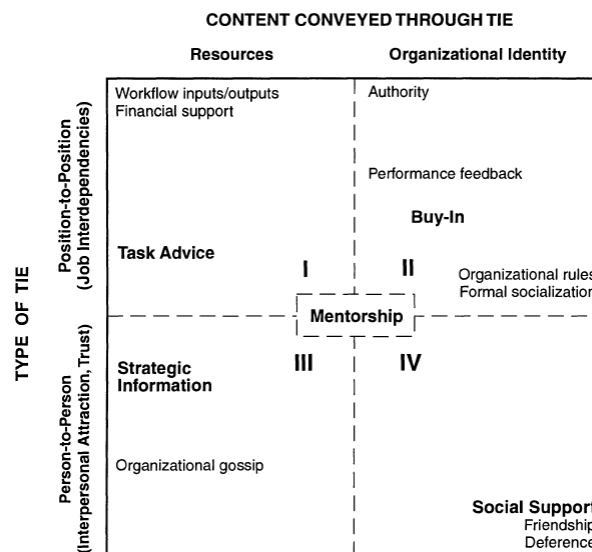 CONTENT CONVEYED THROUGH TIE
Resources
Organizational Identity
TYPE OF TIE
Position-to-Position
(Job Interdependencies)
Workflow inputs/outputs
Financial support
Task Advice
I
Authority
Performance feedback
Buy-In
II
Organizational rules
Formal socialization
Mentorship
Person-to-Person
(Interpersonal Attraction, Trust)
Strategic
Information
III
Organizational gossip
IV
Social Support
Friendship
Deference